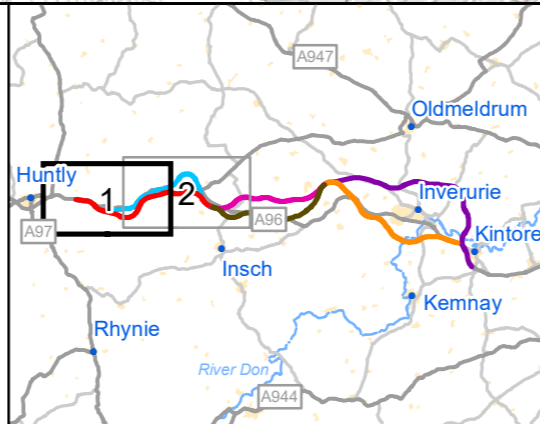 A947
Oldmeldrum
Huntly
1
2
Inverurie
A96
A97
Kintore
Insch
Kemnay
Rhynie
River Don
A944